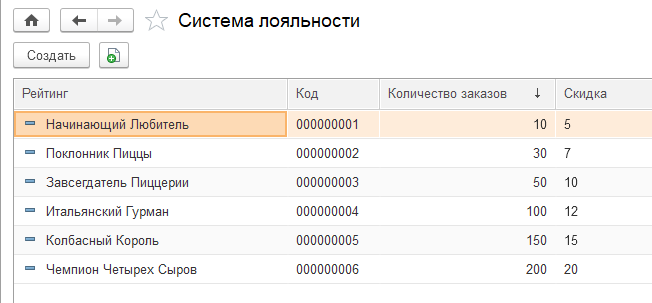 Система лояльности
Создать
Рейтинг Код Количество заказов ↓ Скидка
Начинающий Любитель 000000001 10 5
Поклонник Пиццы 000000002 30 7
Завсегдатель Пиццерии 000000003 50 10
Итальянский Гурман 000000004 100 12
Колбасный Король 000000005 150 15
Чемпион Четырех Сыров 000000006 200 20